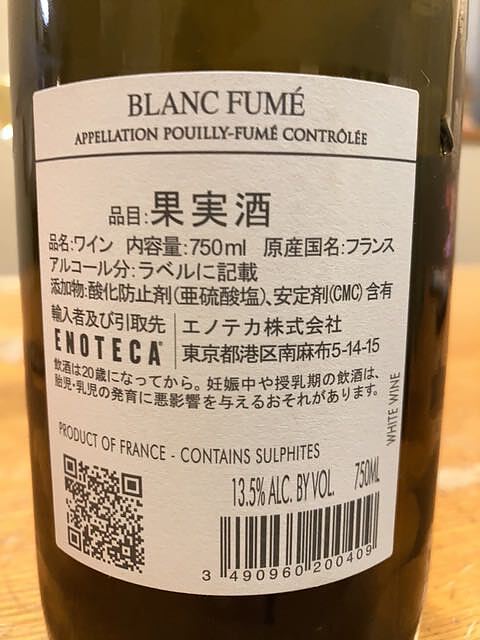 BLANC FUMÉ
APPELLATION POUILLY-FUMÉ CONTRÔLÉE
品目:果実酒
品名:ワイン 内容量:750ml 原産国名:フランス
アルコール分:ラベルに記載
添加物:酸化防止剤(亜硫酸塩)、安定剤(CMC)含有
輸入者及び引取先 エノテカ株式会社
ENOTECA® 東京都港区南麻布5-14-15
飲酒は20歳になってから。妊娠中や授乳期の飲酒は、
胎児・乳児の発育に悪影響を与えるおそれがあります。
WHITE WINE
PRODUCT OF FRANCE - CONTAINS SULPHITES
13.5% ALC. BY VOL. 750ML
3 490960 200409